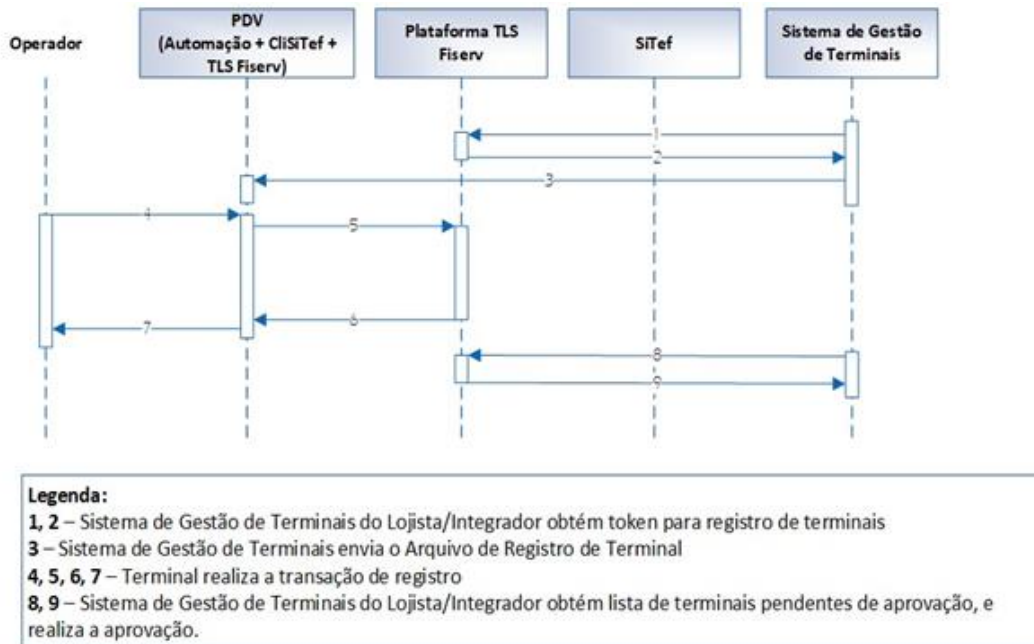 Operador
PDV
(Automação + CliSiTef +
TLS Fiserv)
Plataforma TLS
Fiserv
SiTef
Sistema de Gestão
de Terminais
1
2
3
4
5
6
7
8
9
Legenda:
1, 2 – Sistema de Gestão de Terminais do Lojista/Integrador obtém token para registro de terminais
3 – Sistema de Gestão de Terminais envia o Arquivo de Registro de Terminal
4, 5, 6, 7 – Terminal realiza a transação de registro
8, 9 – Sistema de Gestão de Terminais do Lojista/Integrador obtém lista de terminais pendentes de aprovação, e
realiza a aprovação.